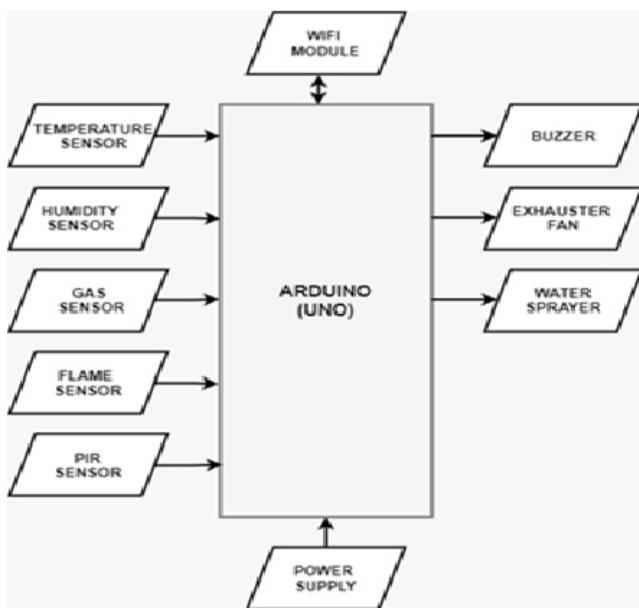 WIFI
MODULE
TEMPERATURE
SENSOR
HUMIDITY
SENSOR
GAS
SENSOR
FLAME
SENSOR
PIR
SENSOR
ARDUINO
(UNO)
BUZZER
EXHAUSTER
FAN
WATER
SPRAYER
POWER
SUPPLY